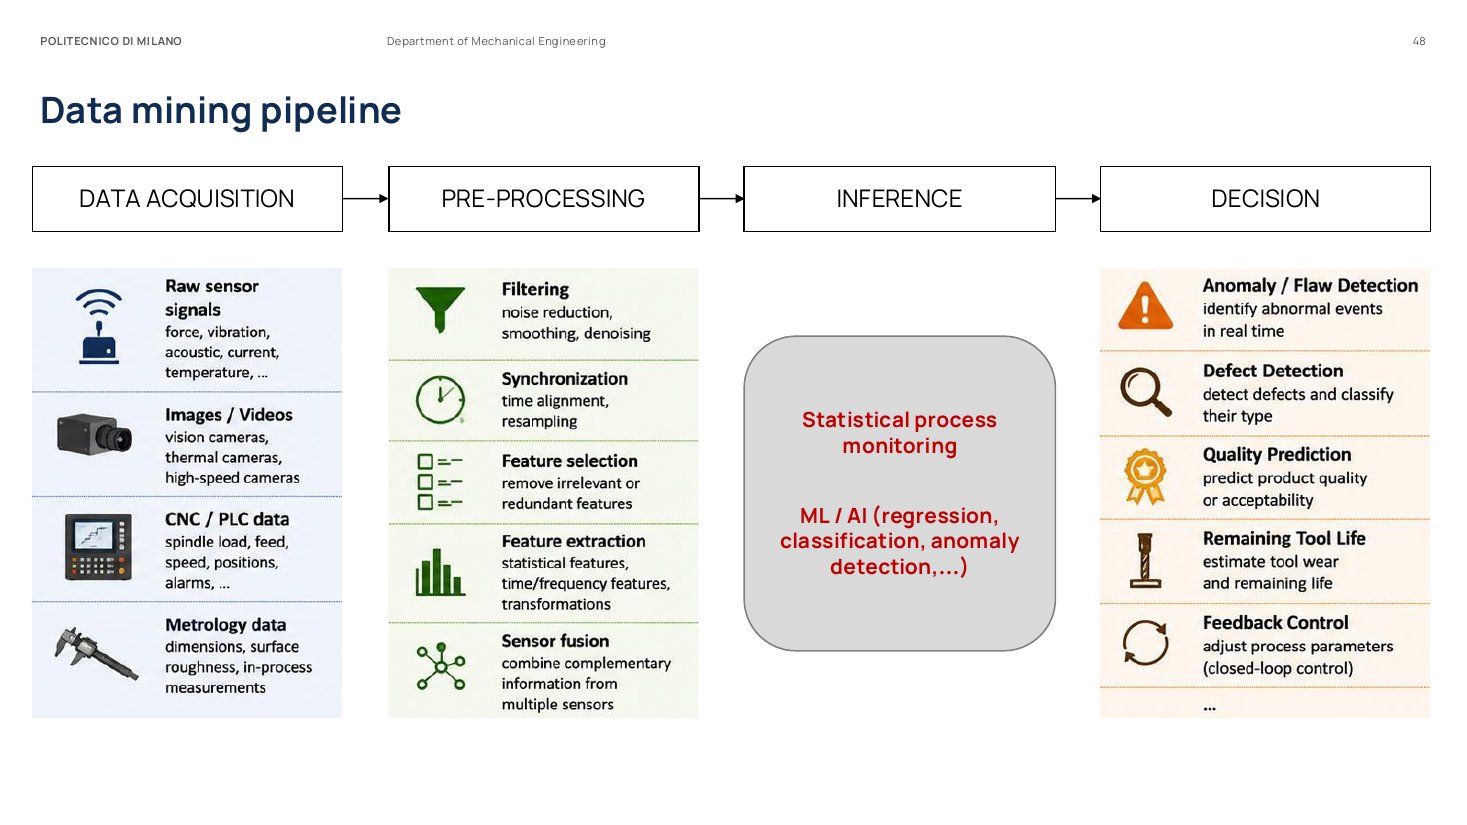 POLITECNICO DI MILANO
Department of Mechanical Engineering
48
Data mining pipeline
DATA ACQUISITION
PRE-PROCESSING
INFERENCE
DECISION
Raw sensor
signals
force, vibration,
acoustic, current,
temperature, ...
Images / Videos
vision cameras,
thermal cameras,
high-speed cameras
CNC / PLC data
spindle load, feed,
speed, positions,
alarms, ...
Metrology data
dimensions, surface
roughness, in-process
measurements
Filtering
noise reduction,
smoothing, denoising
Synchronization
time alignment,
resampling
Feature selection
remove irrelevant or
redundant features
Feature extraction
statistical features,
time/frequency features,
transformations
Sensor fusion
combine complementary
information from
multiple sensors
Statistical process
monitoring
ML / AI (regression,
classification, anomaly
detection,...)
Anomaly / Flaw Detection
identify abnormal events
in real time
Defect Detection
detect defects and classify
their type
Quality Prediction
predict product quality
or acceptability
Remaining Tool Life
estimate tool wear
and remaining life
Feedback Control
adjust process parameters
(closed-loop control)
...